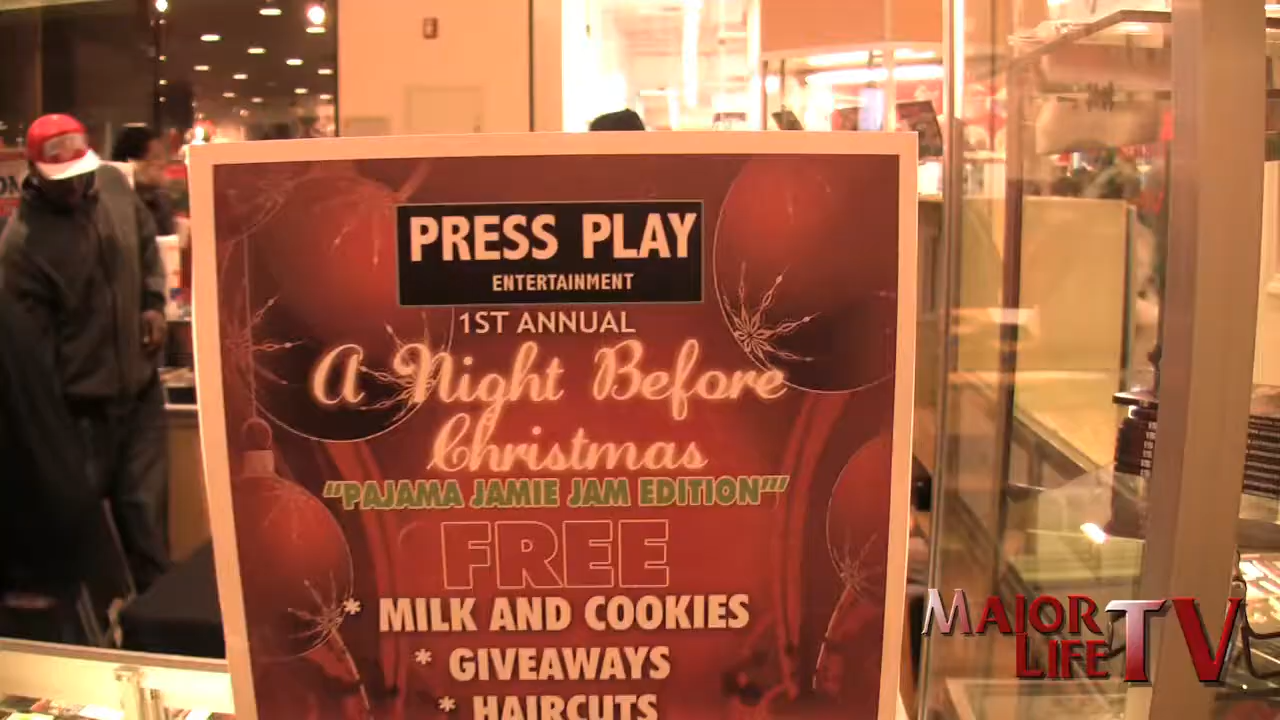 PRESS PLAY
ENTERTAINMENT
1ST ANNUAL
A Night Before
Christmas
"PAJAMA JAMIE JAM EDITION"'
FREE
* MILK AND COOKIES
* GIVEAWAYS
* HAIRCUTS
MAJOR
LIFE TV